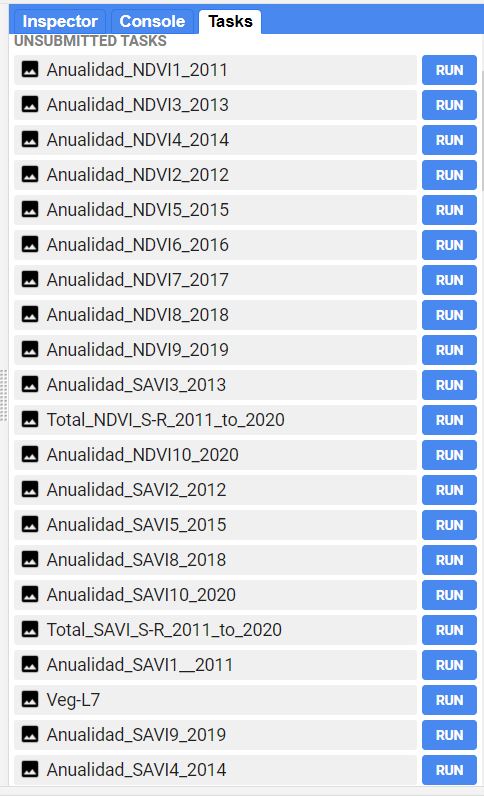 Inspector Console Tasks
UNSUBMITTED TASKS
Anualidad_NDVI1_2011 RUN
Anualidad_NDVI3_2013 RUN
Anualidad_NDVI4_2014 RUN
Anualidad_NDVI2_2012 RUN
Anualidad_NDVI5_2015 RUN
Anualidad_NDVI6_2016 RUN
Anualidad_NDVI7_2017 RUN
Anualidad_NDVI8_2018 RUN
Anualidad_NDVI9_2019 RUN
Anualidad_SAVI3_2013 RUN
Total_NDVI_S-R_2011_to_2020 RUN
Anualidad_NDVI10_2020 RUN
Anualidad_SAVI2_2012 RUN
Anualidad_SAVI5_2015 RUN
Anualidad_SAVI8_2018 RUN
Anualidad_SAVI10_2020 RUN
Total_SAVI_S-R_2011_to_2020 RUN
Anualidad_SAVI1__2011 RUN
Veg-L7 RUN
Anualidad_SAVI9_2019 RUN
Anualidad_SAVI4_2014 RUN